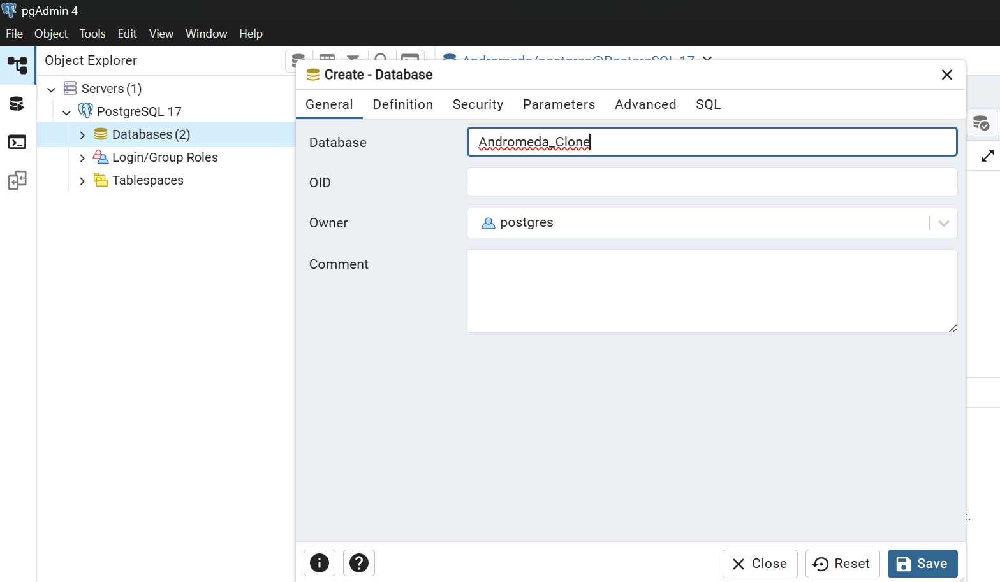 pgAdmin 4
File Object Tools Edit View Window Help
Object Explorer
Andromeda/postgres@PostgreSQL 17
Servers (1)
PostgreSQL 17
Databases (2)
Login/Group Roles
Tablespaces
Create - Database
General Definition Security Parameters Advanced SQL
Database
Andromeda_Clone
OID
Owner
postgres
Comment
t.
Close
Reset
Save